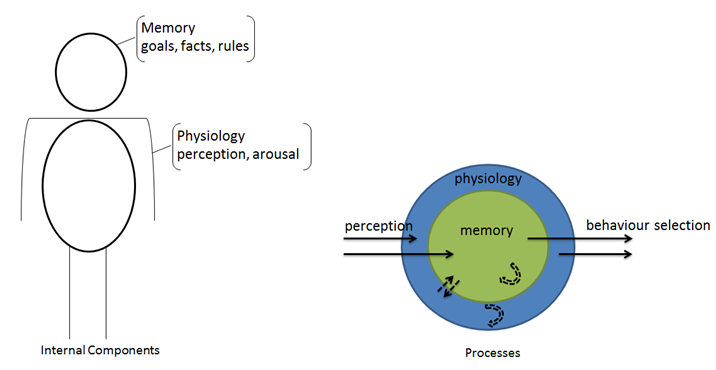 Memory
goals, facts, rules
Physiology
perception, arousal
Internal Components
physiology
perception
memory
behaviour selection
Processes